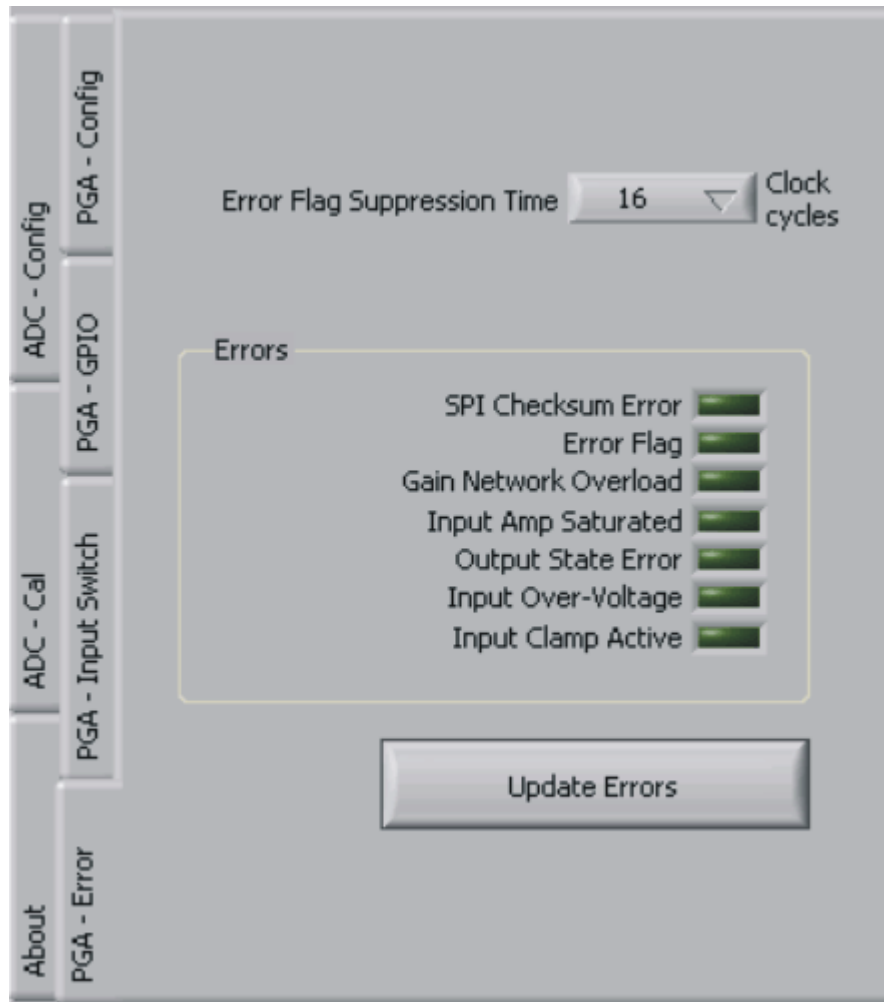 ADC - Config
ADC - Cal
About
PGA - Config
PGA - GPIO
PGA - Input Switch
PGA - Error
Error Flag Suppression Time 16 Clock
cycles
Errors
SPI Checksum Error
Error Flag
Gain Network Overload
Input Amp Saturated
Output State Error
Input Over-Voltage
Input Clamp Active
Update Errors